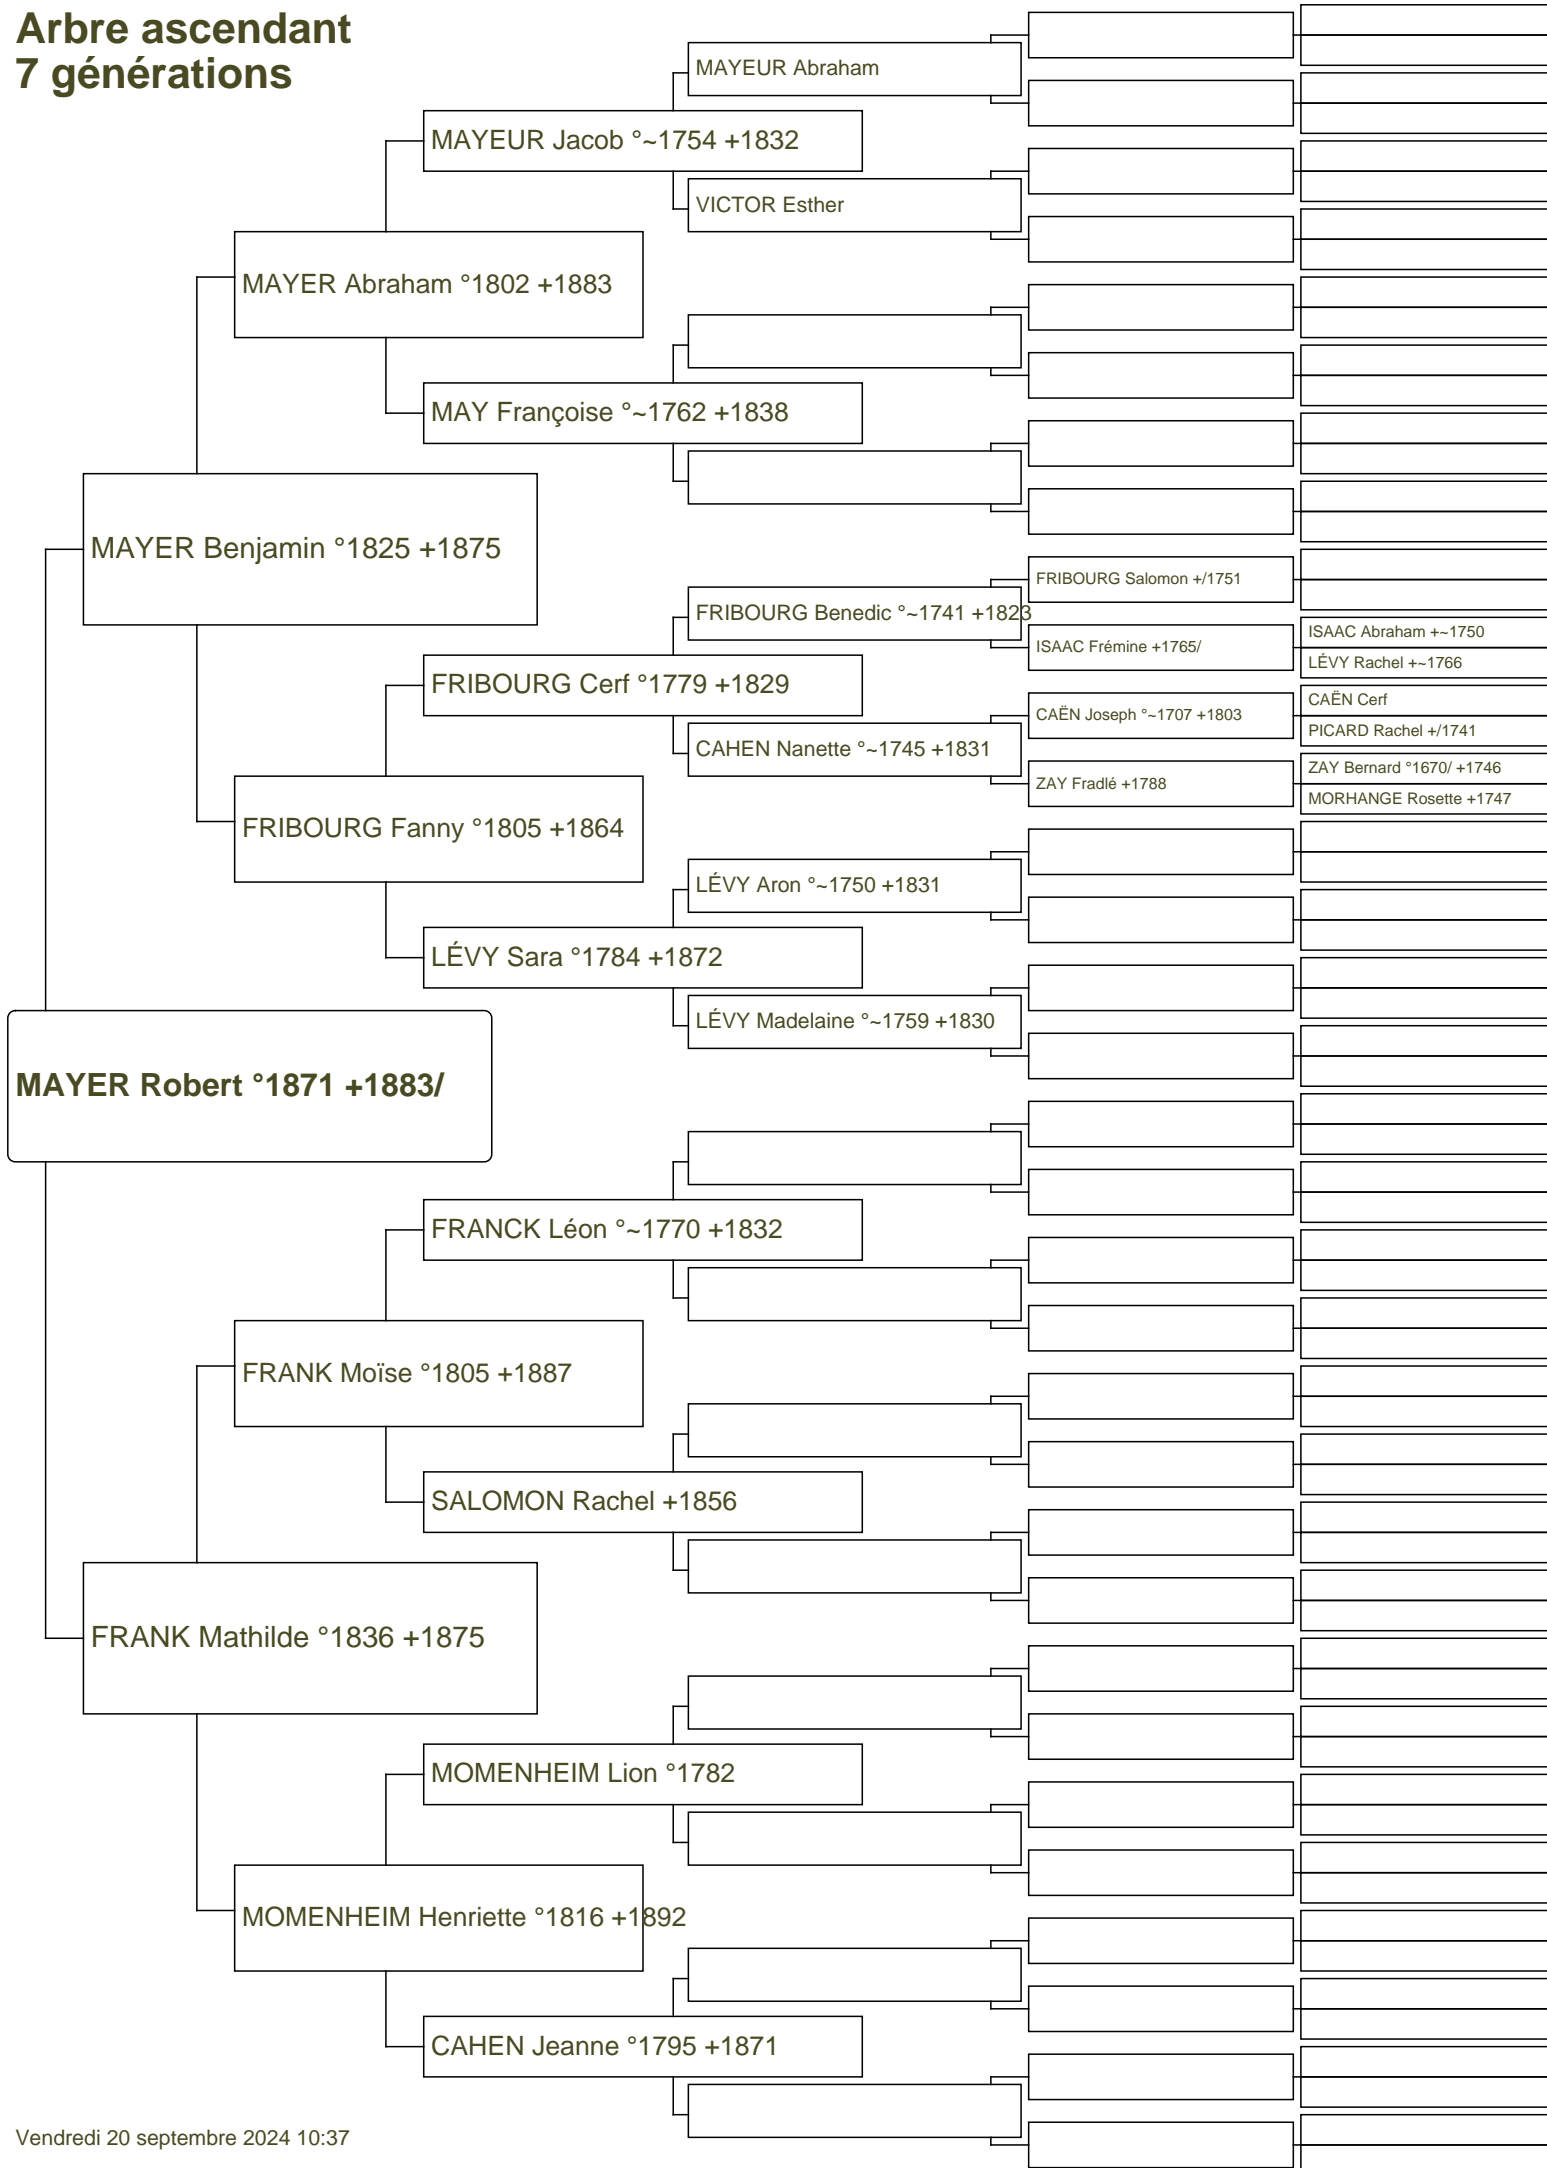 Arbre ascendant
7 générations
MAYEUR Abraham
MAYEUR Jacob °~1754 +1832
VICTOR Esther
MAYER Abraham °1802 +1883
MAY Françoise °~1762 +1838
MAYER Benjamin °1825 +1875
FRIBOURG Salomon +/1751
FRIBOURG Benedic °~1741 +1823
ISAAC Abraham +~1750
ISAAC Frémine +1765/
LÉVY Rachel +~1766
FRIBOURG Cerf °1779 +1829
CAËN Cerf
CAËN Joseph °~1707 +1803
PICARD Rachel +/1741
CAHEN Nanette °~1745 +1831
ZAY Bernard °1670/ +1746
ZAY Fradlé +1788
MORHANGE Rosette +1747
FRIBOURG Fanny °1805 +1864
LÉVY Aron °~1750 +1831
LÉVY Sara °1784 +1872
LÉVY Madelaine °~1759 +1830
MAYER Robert °1871 +1883/
FRANCK Léon °~1770 +1832
FRANK Moïse °1805 +1887
SALOMON Rachel +1856
FRANK Mathilde °1836 +1875
MOMENHEIM Lion °1782
MOMENHEIM Henriette °1816 +1892
CAHEN Jeanne °1795 +1871
Vendredi 20 septembre 2024 10:37